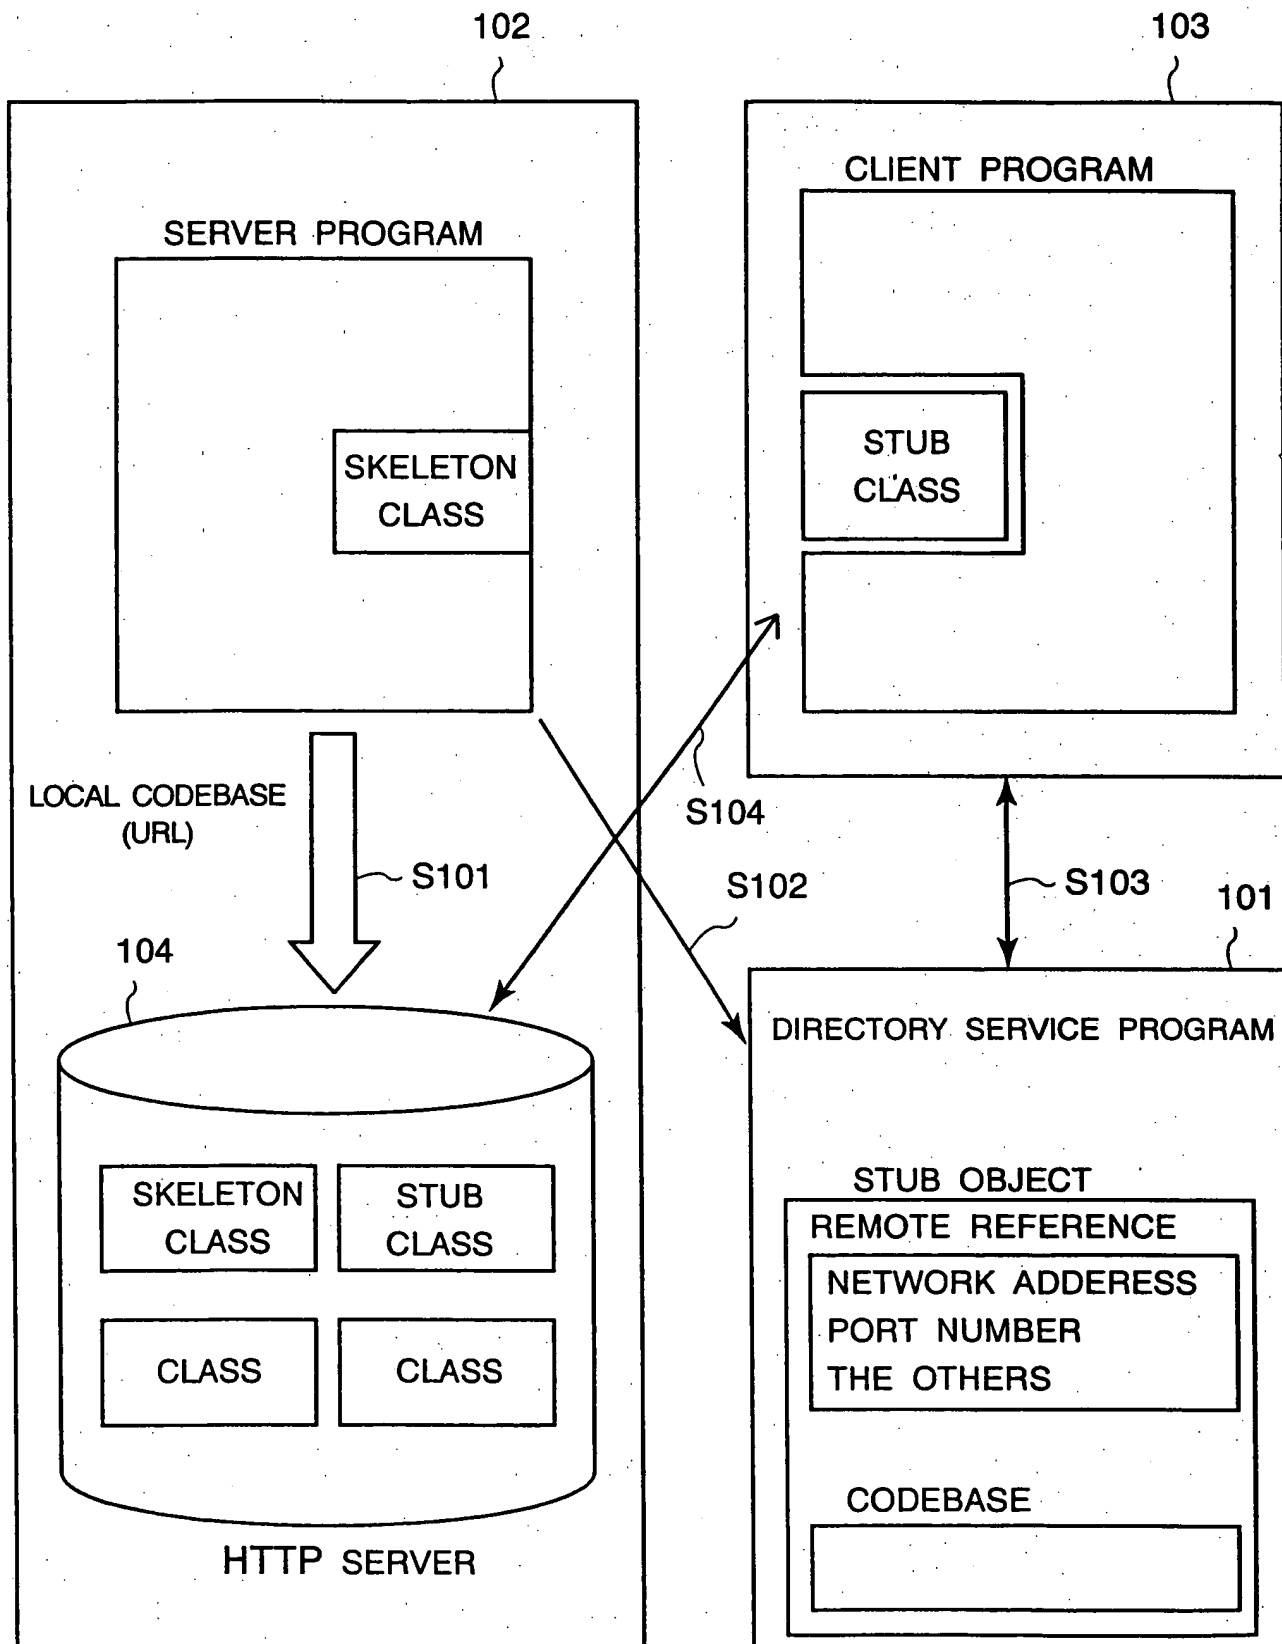 102
103
CLIENT PROGRAM
SERVER PROGRAM
SKELETON
CLASS
STUB
CLASS
LOCAL CODEBASE
(URL)
S101
S104
S102
S103
101
104
DIRECTORY SERVICE PROGRAM
SKELETON
CLASS
STUB
CLASS
CLASS
CLASS
HTTP SERVER
STUB OBJECT
REMOTE REFERENCE
NETWORK ADDERESS
PORT NUMBER
THE OTHERS
CODEBASE